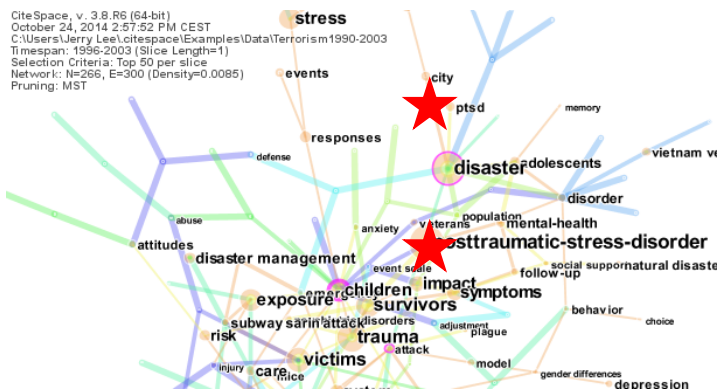 CiteSpace, v. 3.8.R6 (64-bit)
October 24, 2014 2:57:52 PM CEST
C:\Users\Jerry Lee\.citespace\Examples\Data\Terrorism1990-2003
Timespan: 1996-2003 (Slice Length=1)
Selection Criteria: Top 50 per slice
Network: N=266, E=300 (Density=0.0085)
Pruning: MST
stress
events
city
ptsd
memory
responses
defense
disaster
adolescents
vietnam ve
disorder
abuse
population
anxiety
veterans
mental-health
attitudes
posttraumatic-stress-disorder
disaster management
event scale
social support
natural disaste
follow-up
impact
children
symptoms
exposure
survivors
behavior
subway sarin attack
disorders
adjustment
choice
risk
plague
trauma
attack
victims
model
injury
care
mice
gender differences
depression